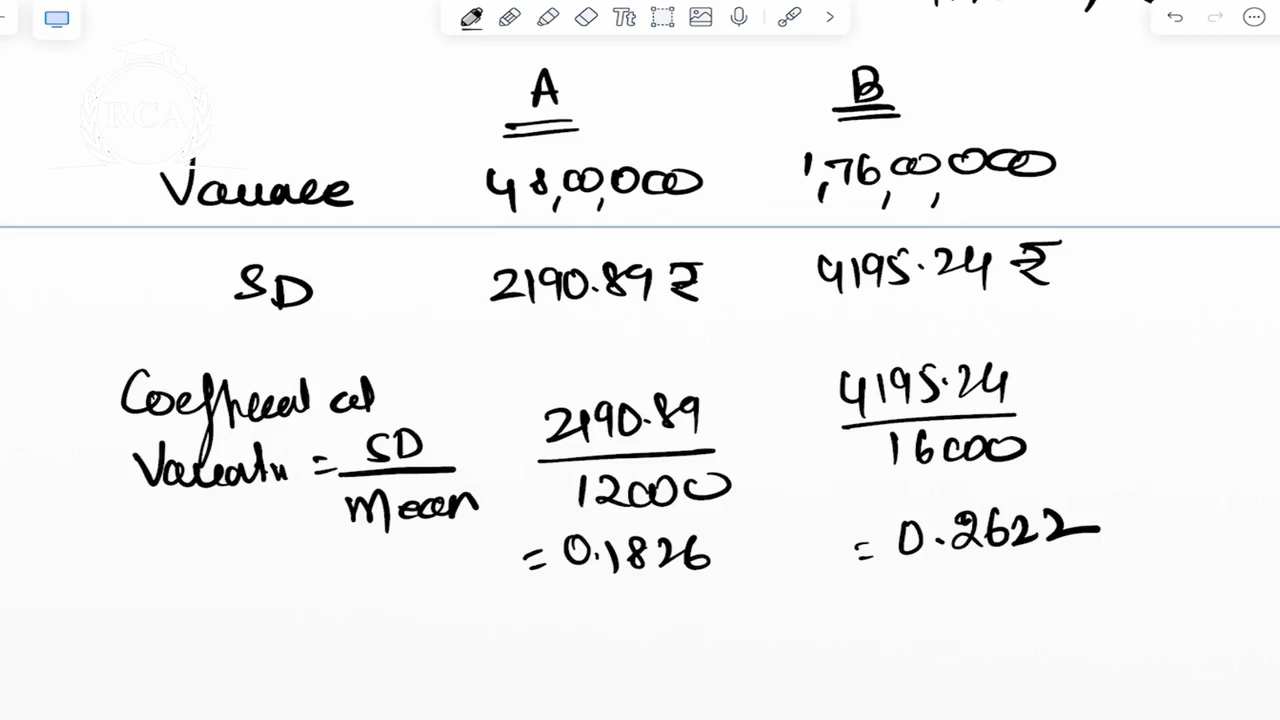 RCA
A B
Variance 48,00,000 1,76,00,000
SD 2190.89 ₹ 4195.24 ₹
Coefficient of
Variation = SD / Mean 2190.89 / 12000 4195.24 / 16000
= 0.1826 = 0.2622